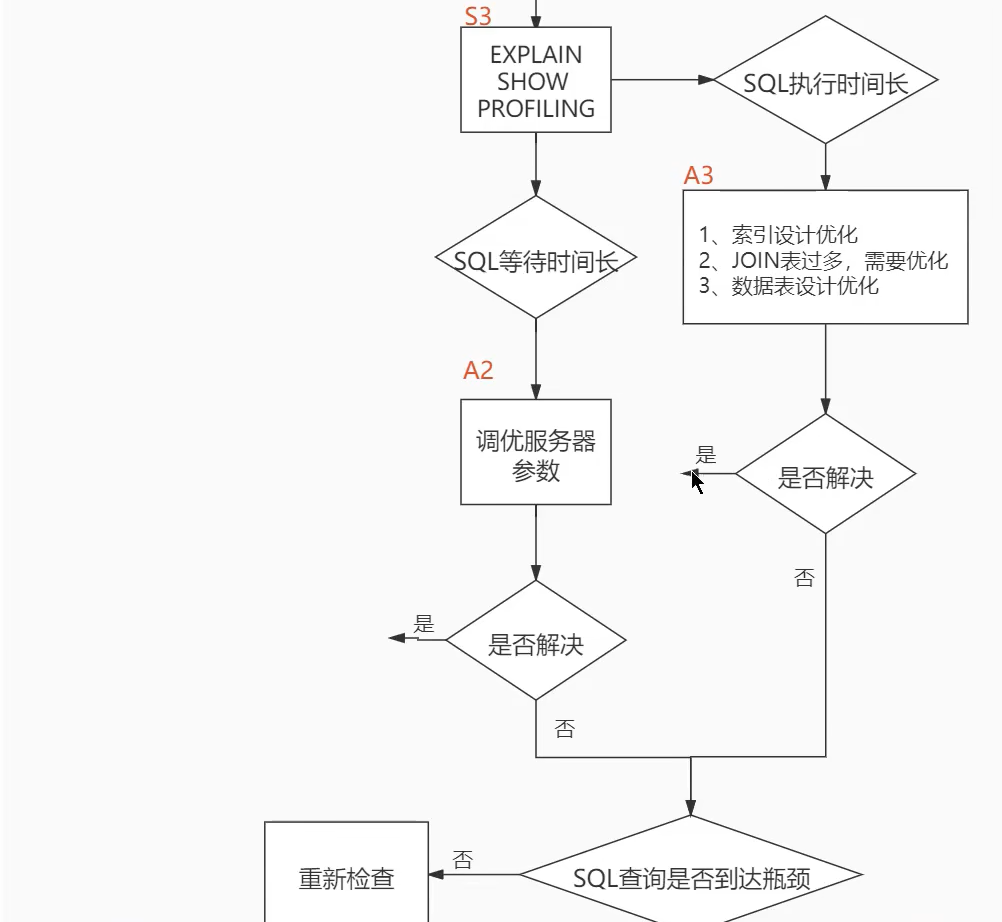 S3
EXPLAIN
SHOW
PROFILING
SQL执行时间长
A3
1、索引设计优化
2、JOIN表过多，需要优化
3、数据表设计优化
SQL等待时间长
A2
调优服务器
参数
是
是否解决
否
是
是否解决
否
否
重新检查
SQL查询是否到达瓶颈